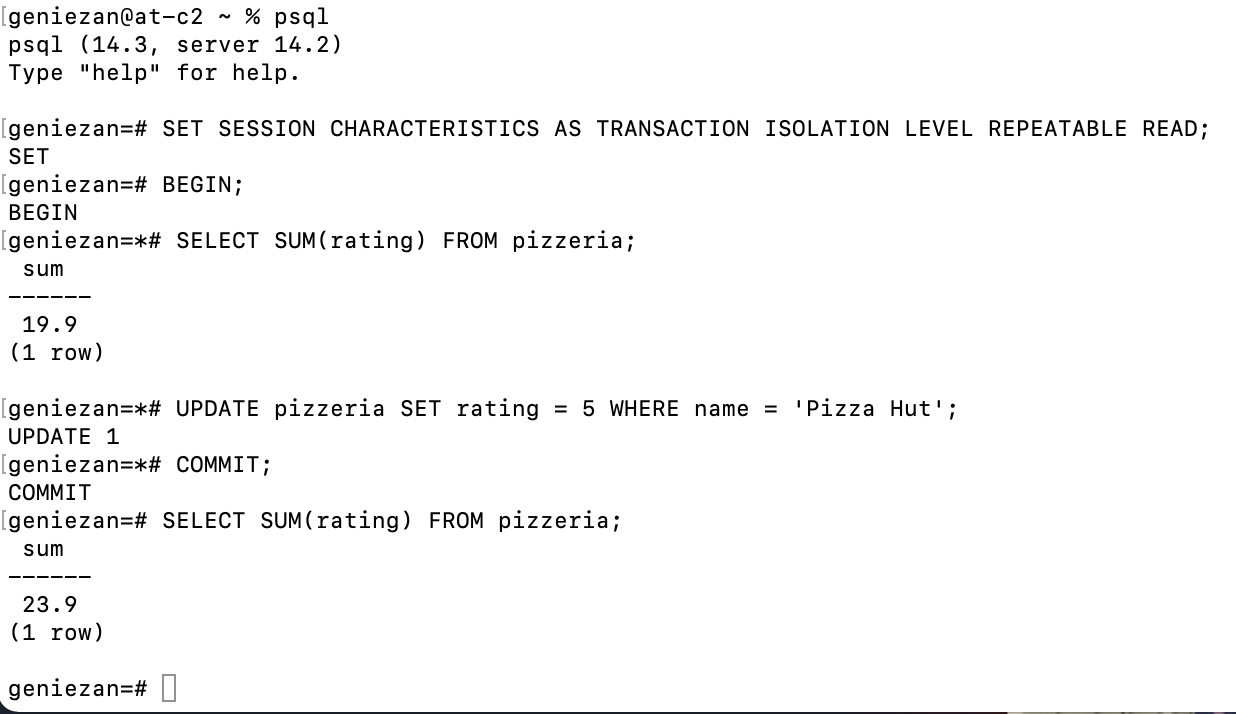 [geniezan@at-c2 ~ % psql
psql (14.3, server 14.2)
Type "help" for help.

[geniezan=# SET SESSION CHARACTERISTICS AS TRANSACTION ISOLATION LEVEL REPEATABLE READ;
SET
[geniezan=# BEGIN;
BEGIN
[geniezan=*# SELECT SUM(rating) FROM pizzeria;
 sum
------
 19.9
(1 row)

[geniezan=*# UPDATE pizzeria SET rating = 5 WHERE name = 'Pizza Hut';
UPDATE 1
[geniezan=*# COMMIT;
COMMIT
[geniezan=# SELECT SUM(rating) FROM pizzeria;
 sum
------
 23.9
(1 row)

geniezan=#